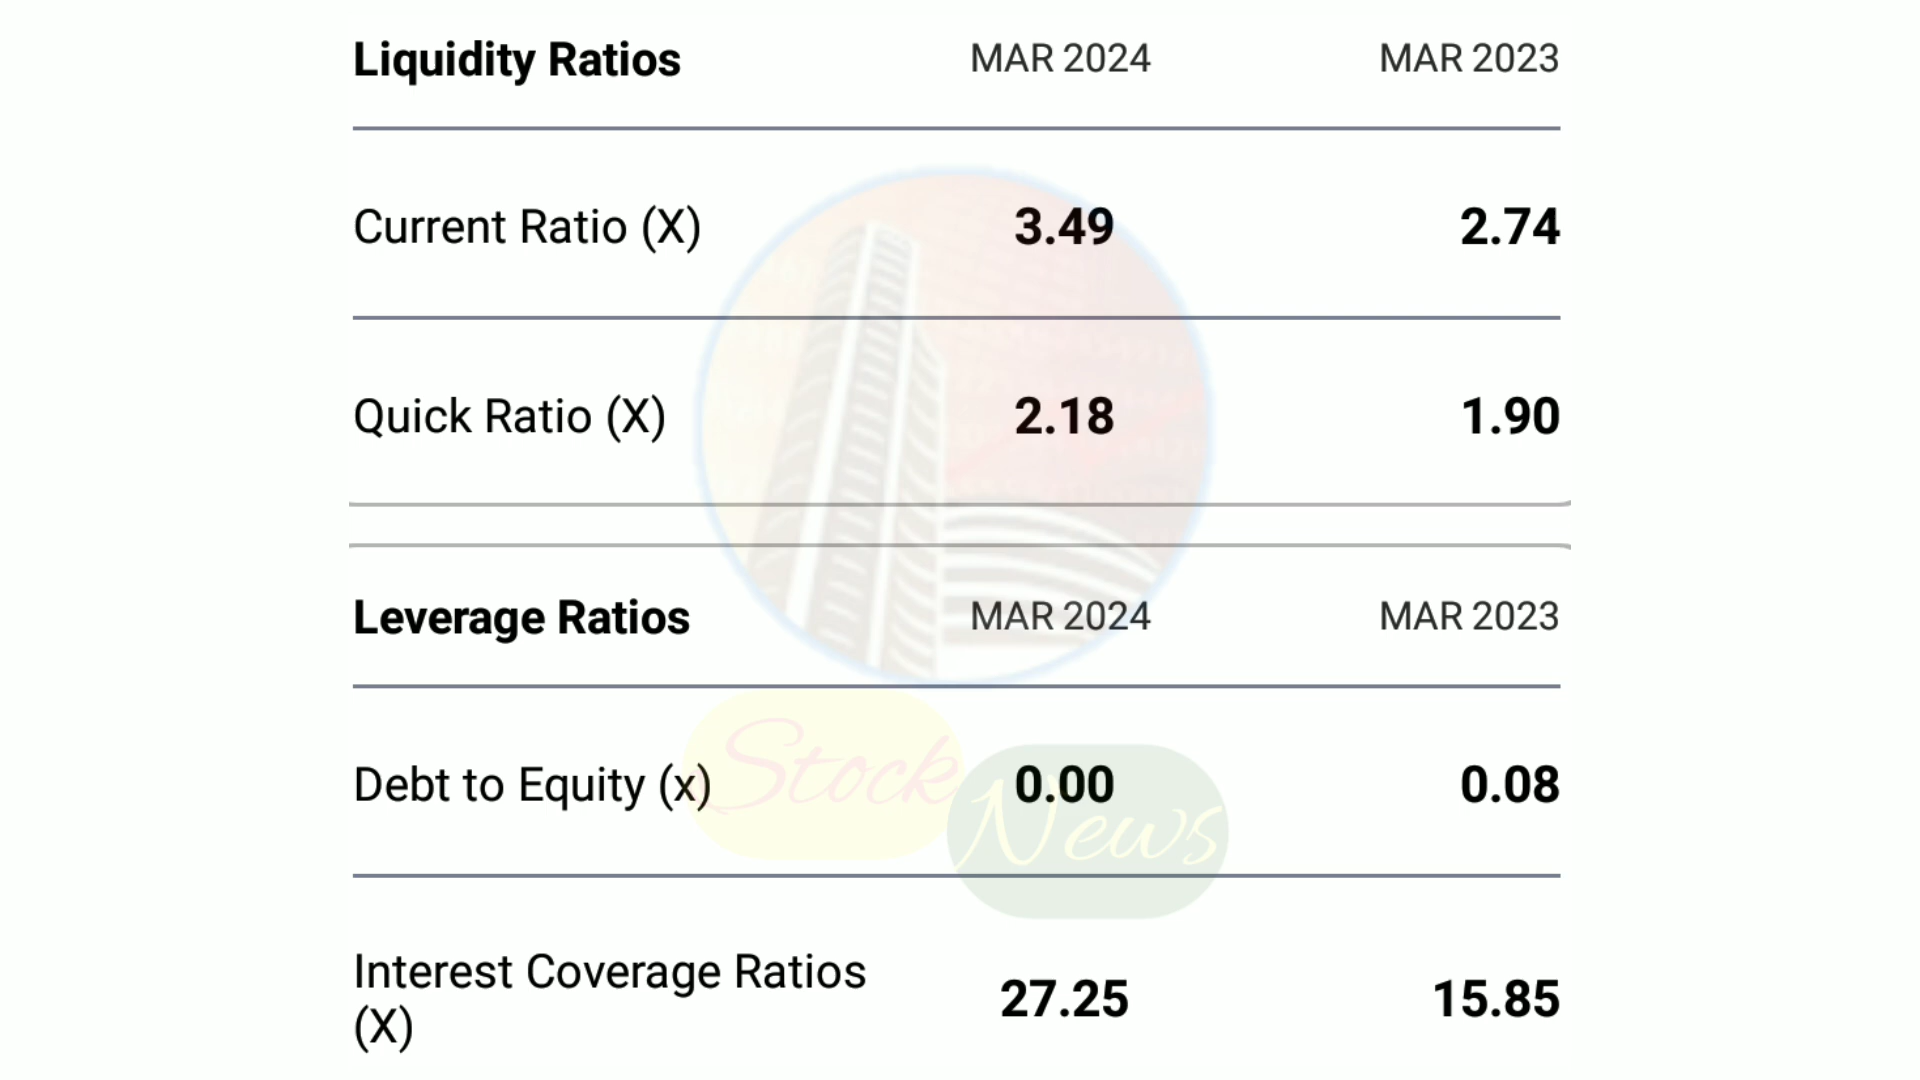 Liquidity Ratios MAR 2024 MAR 2023
Current Ratio (X) 3.49 2.74
Quick Ratio (X) 2.18 1.90
Leverage Ratios MAR 2024 MAR 2023
Stock
Debt to Equity (x) 0.00 0.08
News
Interest Coverage Ratios
(X) 27.25 15.85